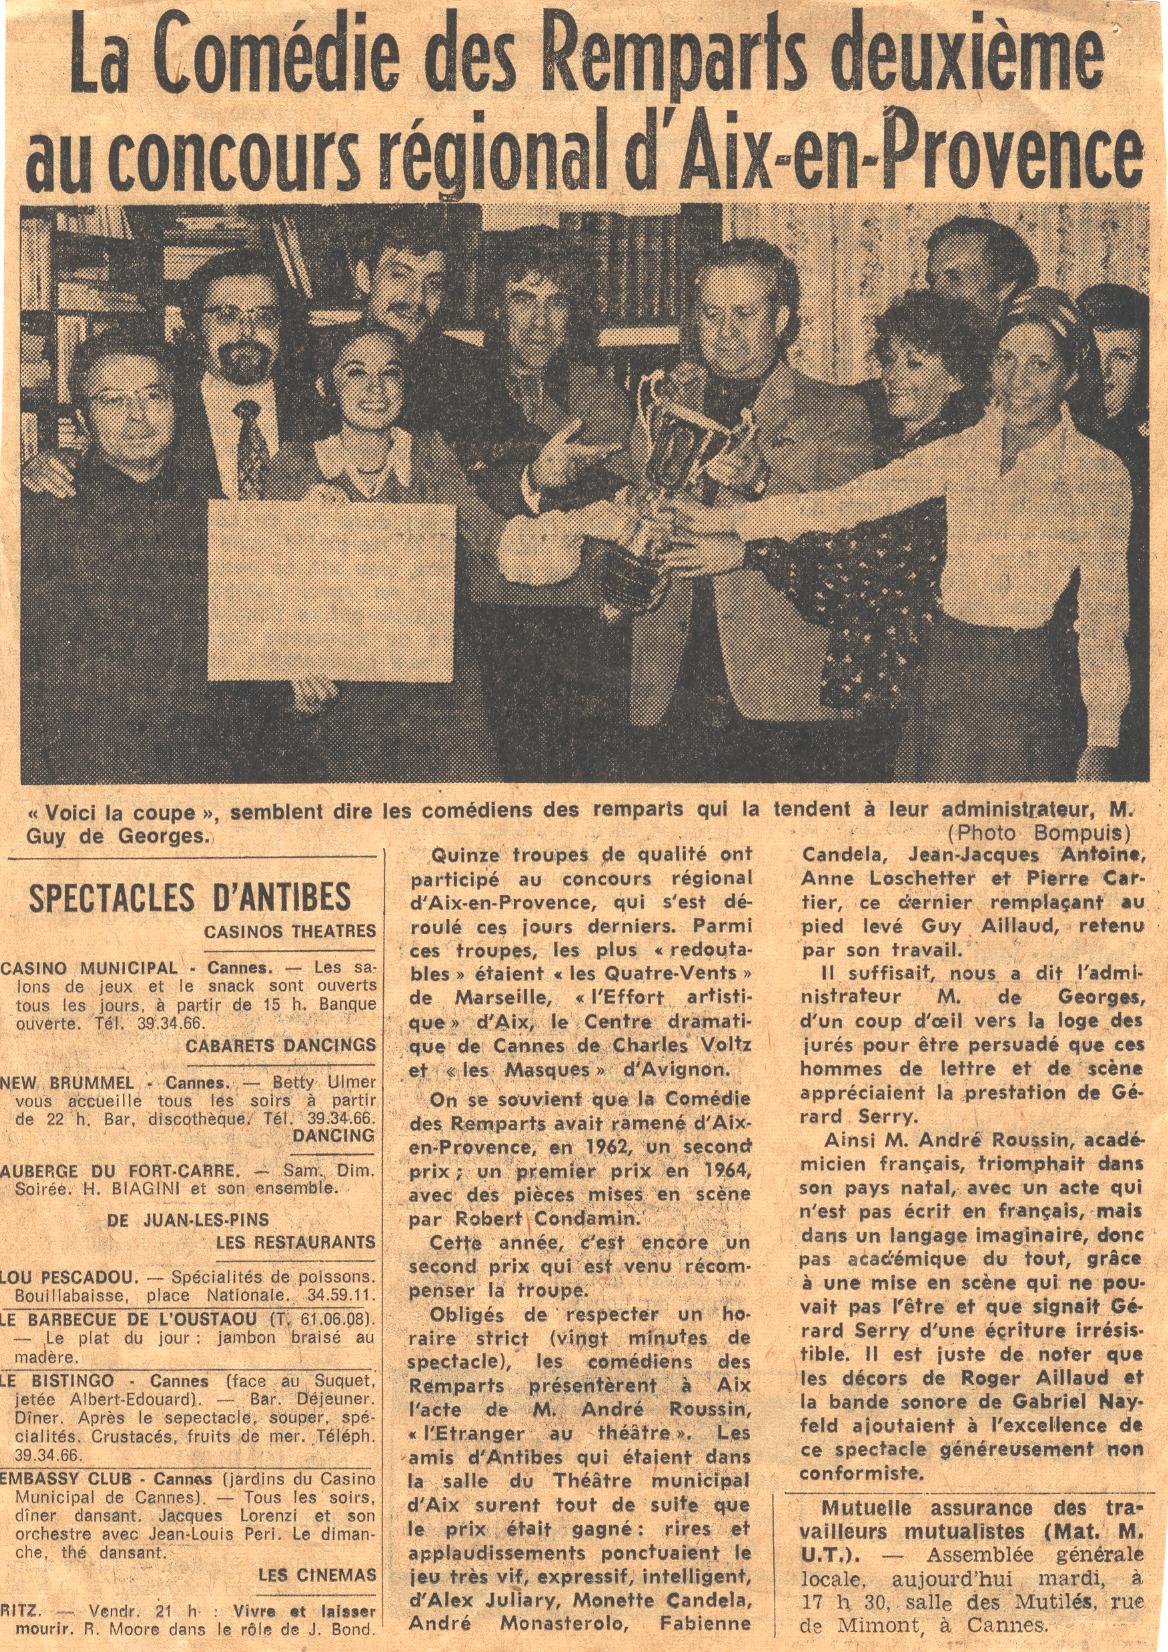 La Comédie des Remparts deuxième
au concours régional d'Aix-en-Provence
« Voici la coupe », semblent dire les comédiens des remparts qui la tendent à leur administrateur, M.
Guy de Georges.
(Photo Bompuis)
SPECTACLES D'ANTIBES
CASINOS THEATRES
CASINO MUNICIPAL - Cannes. — Les sa-
lons de jeux et le snack sont ouverts
tous les jours, à partir de 15 h. Banque
ouverte. Tél. 39.34.66.
CABARETS DANCINGS
NEW BRUMMEL - Cannes. — Betty Ulmer
vous accueille tous les soirs à partir
de 22 h. Bar, discothèque. Tél. 39.34.66.
DANCING
AUBERGE DU FORT-CARRE. — Sam. Dim.
Soirée. H. BIAGINI et son ensemble.
DE JUAN-LES-PINS
LES RESTAURANTS
LOU PESCADOU. — Spécialités de poissons.
Bouillabaisse, place Nationale. 34.59.11.
LE BARBECUE DE L'OUSTAOU (T. 61.06.08).
— Le plat du jour : jambon braisé au
madère.
LE BISTINGO - Cannes (face au Suquet,
jetée Albert-Edouard). — Bar. Déjeuner.
Dîner. Après le sepectacle, souper, spé-
cialités. Crustacés, fruits de mer. Téléph.
39.34.66.
EMBASSY CLUB - Cannes (jardins du Casino
Municipal de Cannes). — Tous les soirs,
dîner dansant. Jacques Lorenzi et son
orchestre avec Jean-Louis Peri. Le diman-
che, thé dansant.
LES CINEMAS
RITZ. — Vendr. 21 h : Vivre et laisser
mourir. R. Moore dans le rôle de J. Bond.
Quinze troupes de qualité ont
participé au concours régional
d'Aix-en-Provence, qui s'est dé-
roulé ces jours derniers. Parmi
ces troupes, les plus « redouta-
bles » étaient « les Quatre-Vents »
de Marseille, « l'Effort artisti-
que » d'Aix, le Centre dramati-
que de Cannes de Charles Voltz
et « les Masques » d'Avignon.
On se souvient que la Comédie
des Remparts avait ramené d'Aix-
en-Provence, en 1962, un second
prix ; un premier prix en 1964,
avec des pièces mises en scène
par Robert Condamin.
Cette année, c'est encore un
second prix qui est venu récom-
penser la troupe.
Obligés de respecter un ho-
raire strict (vingt minutes de
spectacle), les comédiens des
Remparts présentèrent à Aix
l'acte de M. André Roussin,
« l'Etranger au théâtre ». Les
amis d'Antibes qui étaient dans
la salle du Théâtre municipal
d'Aix surent tout de suite que
le prix était gagné : rires et
applaudissements ponctuaient le
jeu très vif, expressif, intelligent,
d'Alex Juliary, Monette Candela,
André Monasterolo, Fabienne
Candela, Jean-Jacques Antoine,
Anne Loschetter et Pierre Car-
tier, ce dernier remplaçant au
pied levé Guy Aillaud, retenu
par son travail.
Il suffisait, nous a dit l'admi-
nistrateur M. de Georges,
d'un coup d'œil vers la loge des
jurés pour être persuadé que ces
hommes de lettre et de scène
appréciaient la prestation de Gé-
rard Serry.
Ainsi M. André Roussin, acadé-
micien français, triomphait dans
son pays natal, avec un acte qui
n'est pas écrit en français, mais
dans un langage imaginaire, donc
pas académique du tout, grâce
à une mise en scène qui ne pou-
vait pas l'être et que signait Gé-
rard Serry d'une écriture irrésis-
tible. Il est juste de noter que
les décors de Roger Aillaud et
la bande sonore de Gabriel Nay-
feld ajoutaient à l'excellence de
ce spectacle généreusement non
conformiste.
Mutuelle assurance des tra-
vailleurs mutualistes (Mat. M.
U.T.). — Assemblée générale
locale, aujourd'hui mardi, à
17 h 30, salle des Mutilés, rue
de Mimont, à Cannes.